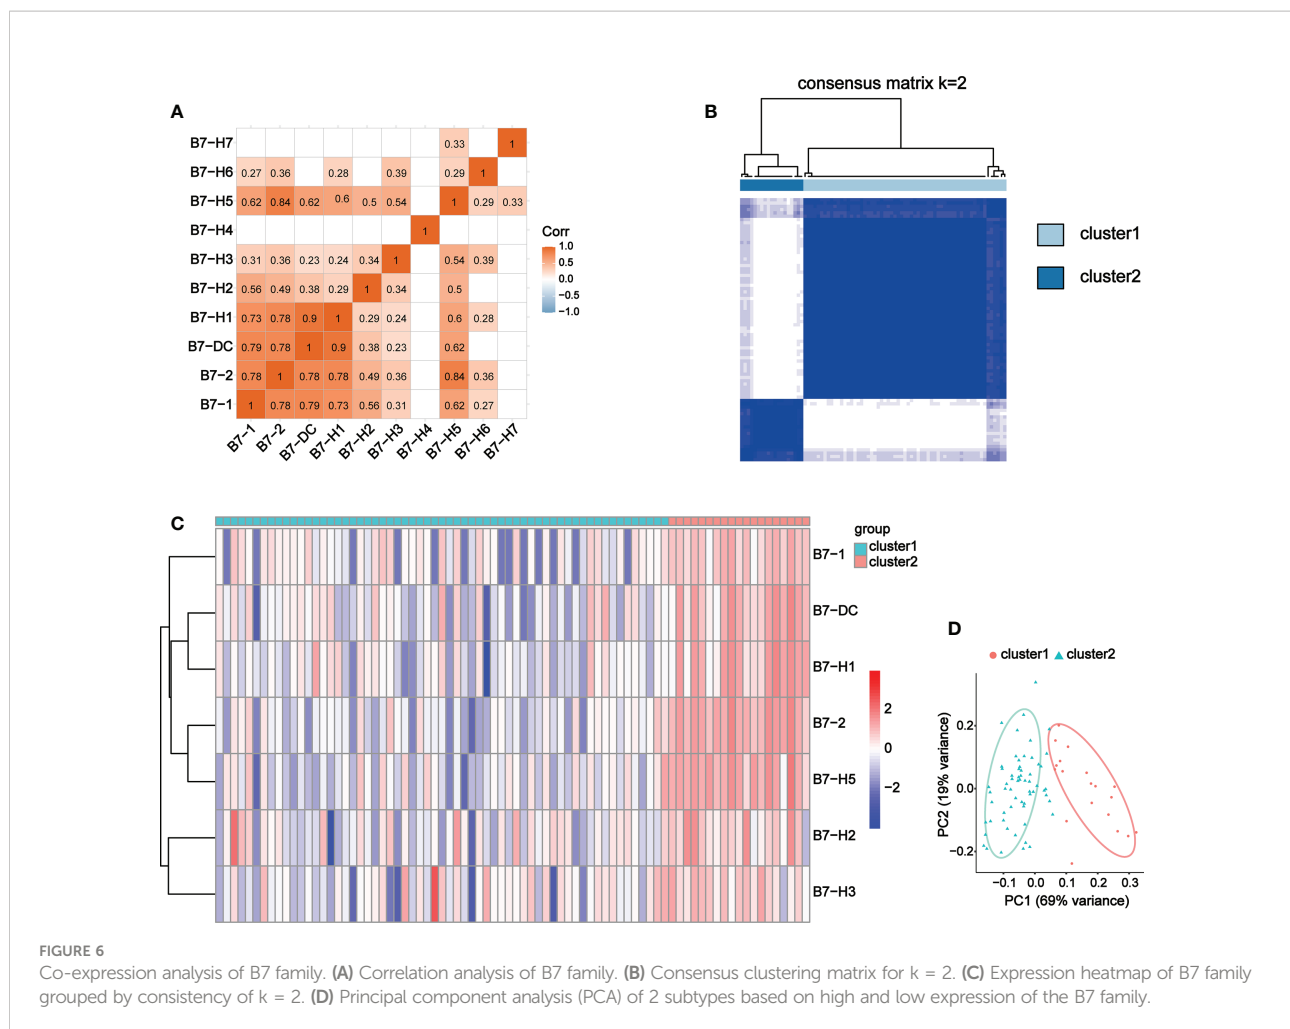 A
B7−H7 0.33 1
B7−H6 0.27 0.36 0.28 0.39 0.29 1
B7−H5 0.62 0.84 0.62 0.6 0.5 0.54 1 0.29 0.33
B7−H4 1
B7−H3 0.31 0.36 0.23 0.24 0.34 1 0.54 0.39
B7−H2 0.56 0.49 0.38 0.29 1 0.34 0.5
B7−H1 0.73 0.78 0.9 1 0.29 0.24 0.6 0.28
B7−DC 0.79 0.78 1 0.9 0.38 0.23 0.62
B7−2 0.78 1 0.78 0.78 0.49 0.36 0.84 0.36
B7−1 1 0.78 0.79 0.73 0.56 0.31 0.62 0.27
B7−1 B7−2 B7−DC B7−H1 B7−H2 B7−H3 B7−H4 B7−H5 B7−H6 B7−H7
Corr
1.0
0.5
0.0
−0.5
−1.0
B
consensus matrix k=2
cluster1
cluster2
C
B7−1
B7−DC
B7−H1
B7−2
B7−H5
B7−H2
B7−H3
group
cluster1
cluster2
2
0
−2
D
cluster1 cluster2
PC2 (19% variance)
0.2
0.0
−0.2
−0.1 0.0 0.1 0.2 0.3
PC1 (69% variance)
FIGURE 6
Co-expression analysis of B7 family. (A) Correlation analysis of B7 family. (B) Consensus clustering matrix for k = 2. (C) Expression heatmap of B7 family
grouped by consistency of k = 2. (D) Principal component analysis (PCA) of 2 subtypes based on high and low expression of the B7 family.